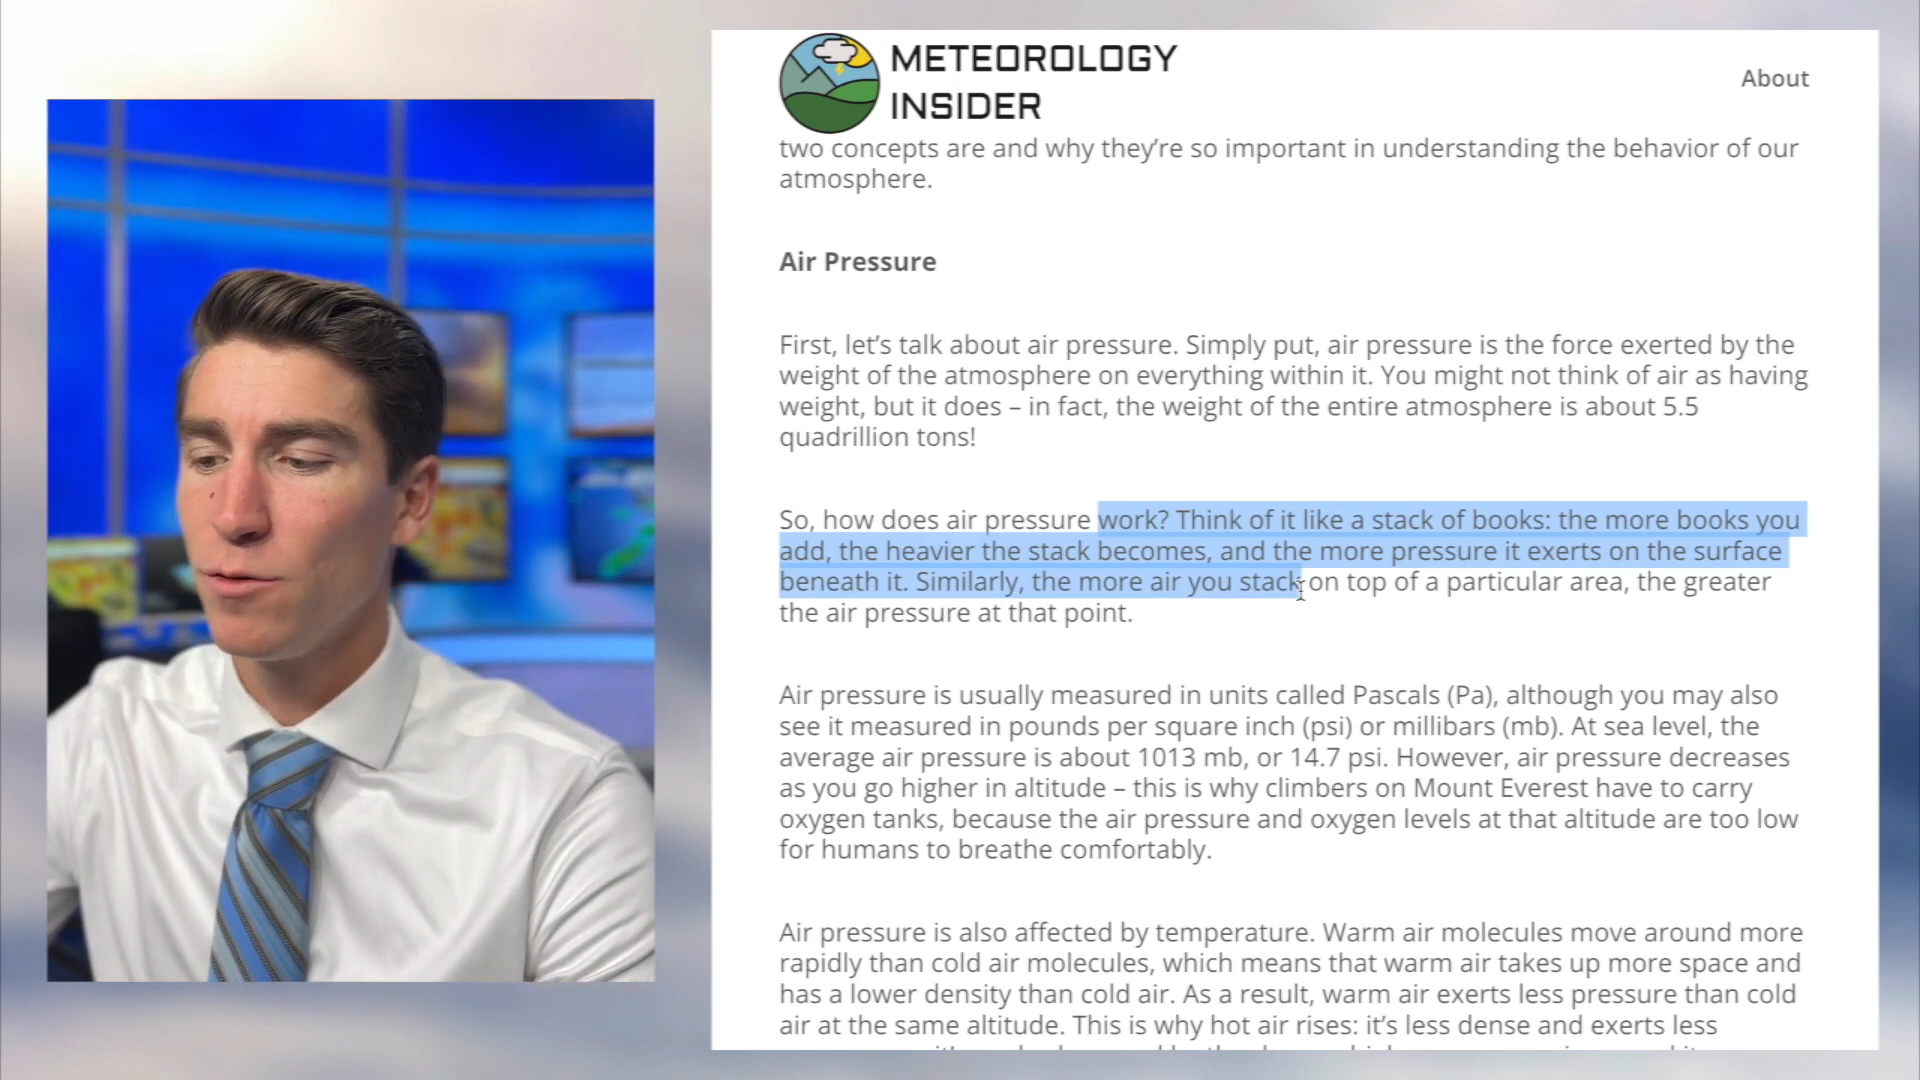 METEOROLOGY
INSIDER
About
two concepts are and why they’re so important in understanding the behavior of our
atmosphere.
Air Pressure
First, let’s talk about air pressure. Simply put, air pressure is the force exerted by the
weight of the atmosphere on everything within it. You might not think of air as having
weight, but it does – in fact, the weight of the entire atmosphere is about 5.5
quadrillion tons!
So, how does air pressure work? Think of it like a stack of books: the more books you
add, the heavier the stack becomes, and the more pressure it exerts on the surface
beneath it. Similarly, the more air you stack on top of a particular area, the greater
the air pressure at that point.
Air pressure is usually measured in units called Pascals (Pa), although you may also
see it measured in pounds per square inch (psi) or millibars (mb). At sea level, the
average air pressure is about 1013 mb, or 14.7 psi. However, air pressure decreases
as you go higher in altitude – this is why climbers on Mount Everest have to carry
oxygen tanks, because the air pressure and oxygen levels at that altitude are too low
for humans to breathe comfortably.
Air pressure is also affected by temperature. Warm air molecules move around more
rapidly than cold air molecules, which means that warm air takes up more space and
has a lower density than cold air. As a result, warm air exerts less pressure than cold
air at the same altitude. This is why hot air rises: it’s less dense and exerts less